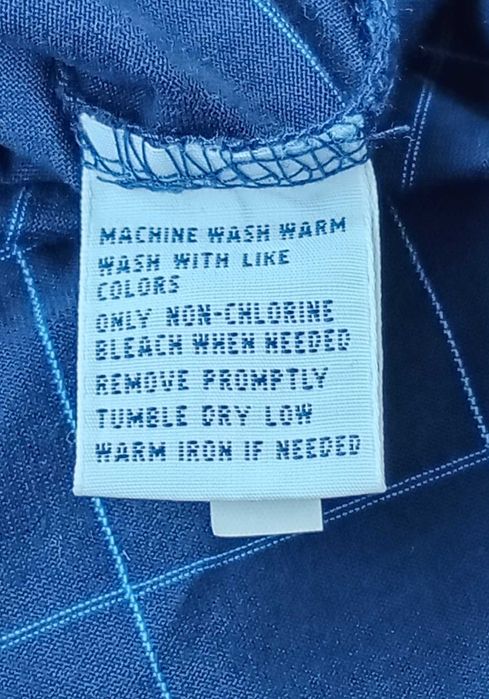 MACHINE WASH WARM
WASH WITH LIKE
COLORS
ONLY NON-CHLORINE
BLEACH WHEN NEEDED
REMOVE PROMPTLY
TUMBLE DRY LOW
WARM IRON IF NEEDED